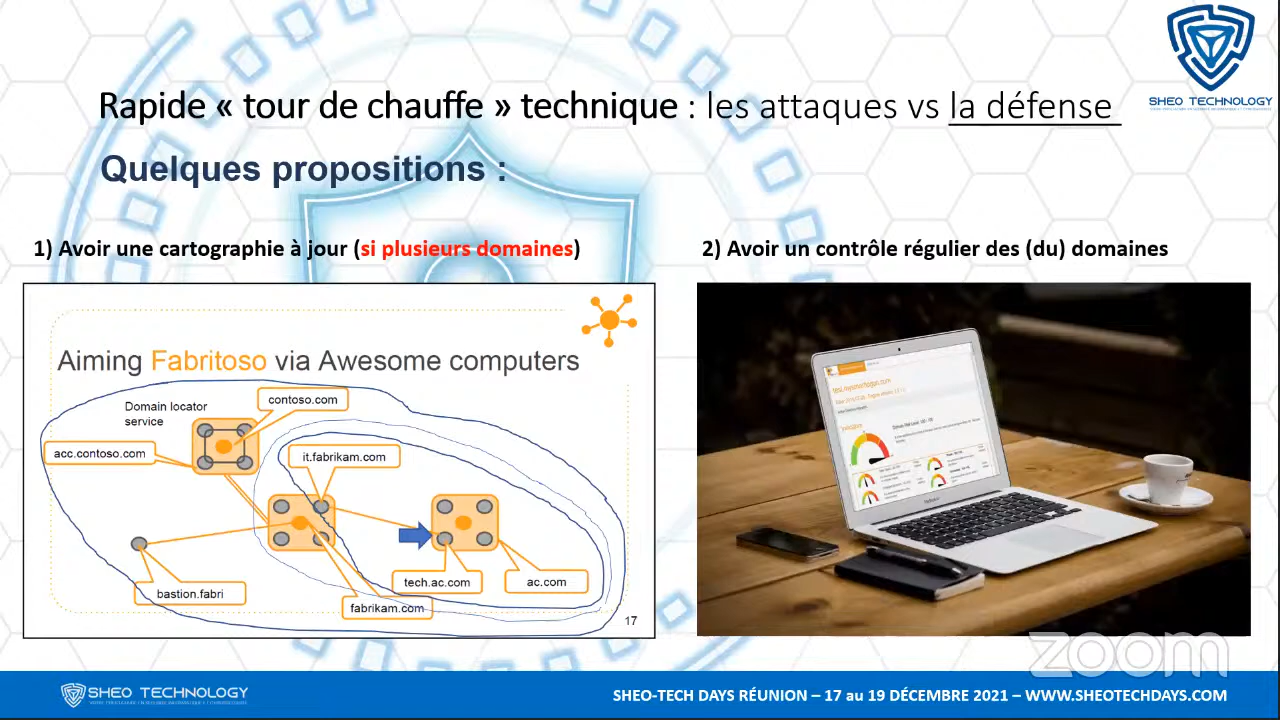 SHEO TECHNOLOGY
Rapide « tour de chauffe » technique : les attaques vs la défense
Quelques propositions :
1) Avoir une cartographie à jour (si plusieurs domaines)
2) Avoir un contrôle régulier des (du) domaines
Aiming Fabritoso via Awesome computers
Domain locator
service
contoso.com
acc.contoso.com
it.fabrikam.com
bastion.fabri
tech.ac.com
ac.com
fabrikam.com
17
zoom
SHEO TECHNOLOGY
SHEO-TECH DAYS RÉUNION – 17 au 19 DÉCEMBRE 2021 – WWW.SHEOTECHDAYS.COM